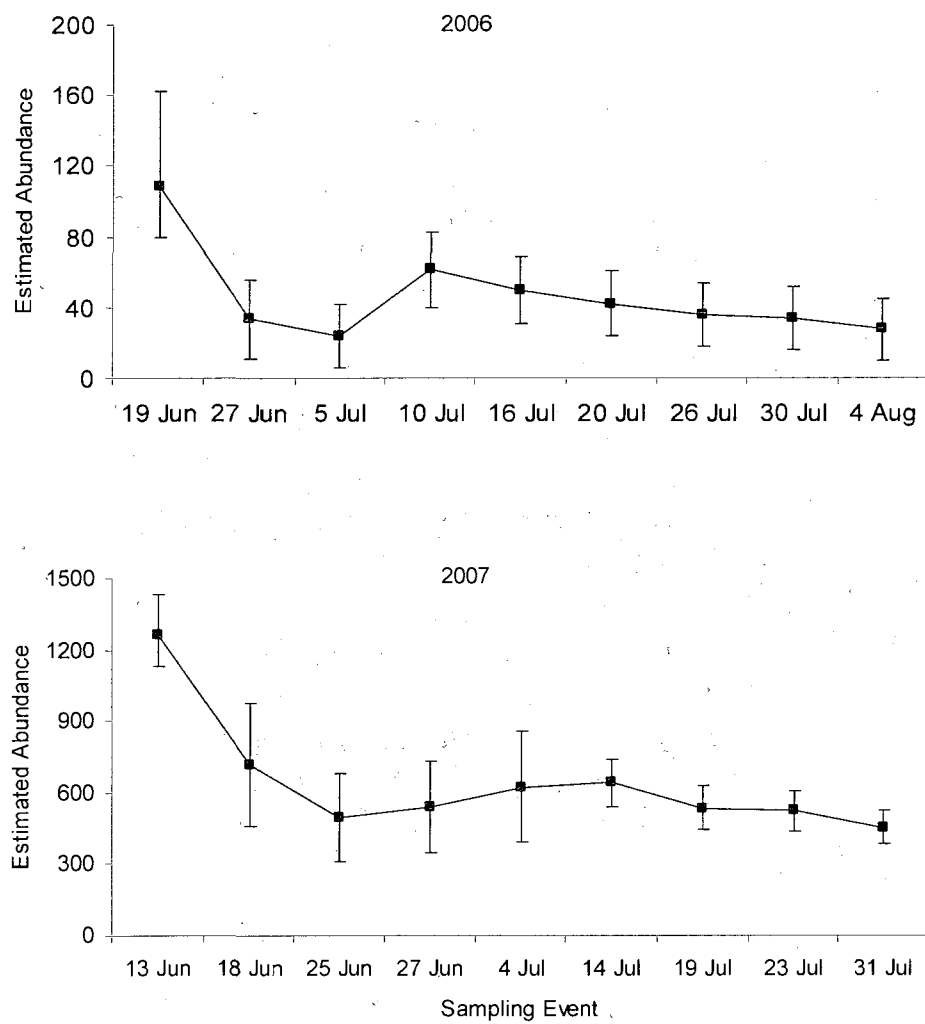 2006
200
160
120
80
40
0
Estimated Abundance
19 Jun 27 Jun 5 Jul 10 Jul 16 Jul 20 Jul 26 Jul 30 Jul 4 Aug
2007
1500
1200
900
600
300
0
Estimated Abundance
13 Jun 18 Jun 25 Jun 27 Jun 4 Jul 14 Jul 19 Jul 23 Jul 31 Jul
Sampling Event